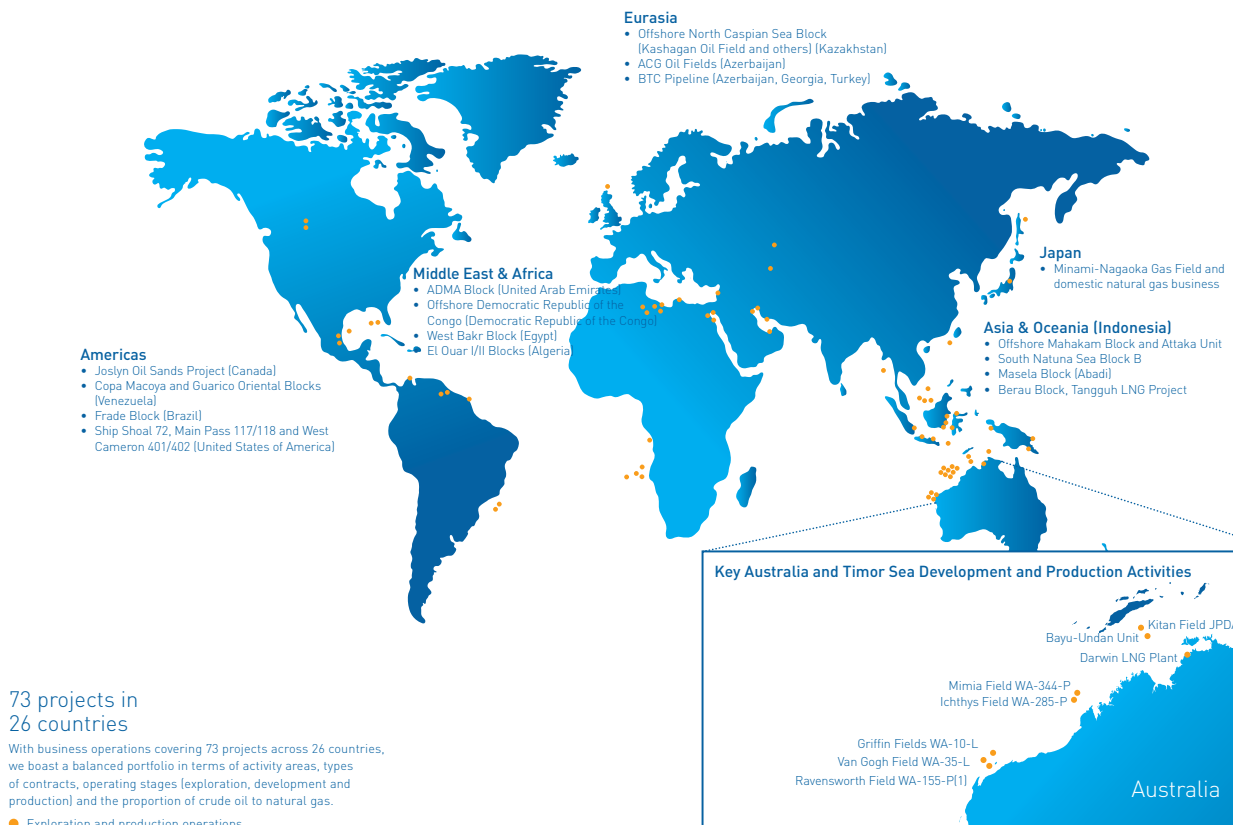 Eurasia
• Offshore North Caspian Sea Block
(Kashagan Oil Field and others) (Kazakhstan)
• ACG Oil Fields (Azerbaijan)
• BTC Pipeline (Azerbaijan, Georgia, Turkey)
Middle East & Africa
• ADMA Block (United Arab Emirates)
• Offshore Democratic Republic of the
Congo (Democratic Republic of the Congo)
• West Bakr Block (Egypt)
• El Ouar I/II Blocks (Algeria)
Japan
• Minami-Nagaoka Gas Field and
domestic natural gas business
Asia & Oceania (Indonesia)
• Offshore Mahakam Block and Attaka Unit
• South Natuna Sea Block B
• Masela Block (Abadi)
• Berau Block, Tangguh LNG Project
Americas
• Joslyn Oil Sands Project (Canada)
• Copa Macoya and Guarico Oriental Blocks
(Venezuela)
• Frade Block (Brazil)
• Ship Shoal 72, Main Pass 117/118 and West
Cameron 401/402 (United States of America)
Key Australia and Timor Sea Development and Production Activities
Kitan Field
Bayu-Undan Unit
Darwin LNG Plant
Mimia Field WA-344-P
Ichthys Field WA-285-P
Griffin Fields WA-10-L
Van Gogh Field WA-35-L
Ravensworth Field WA-155-P(1)
Australia
73 projects in
26 countries
With business operations covering 73 projects across 26 countries,
we boast a balanced portfolio in terms of activity areas, types
of contracts, operating stages (exploration, development and
production) and the proportion of crude oil to natural gas.
Exploration and production operations